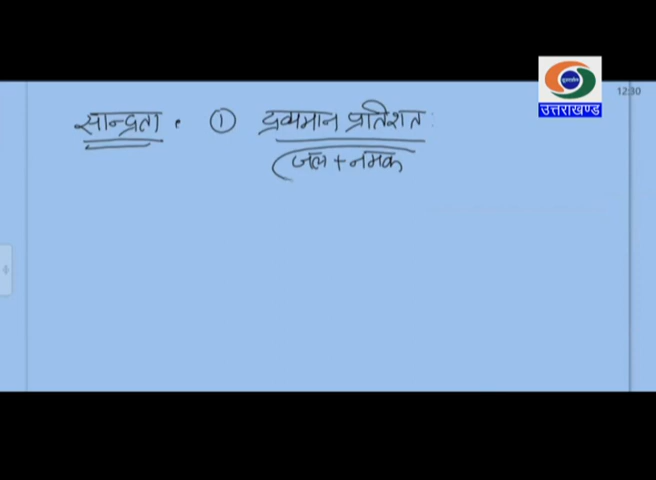 सान्द्रता : ① द्रव्यमान प्रतिशत :
(जल + नमक
उत्तराखण्ड
12:30